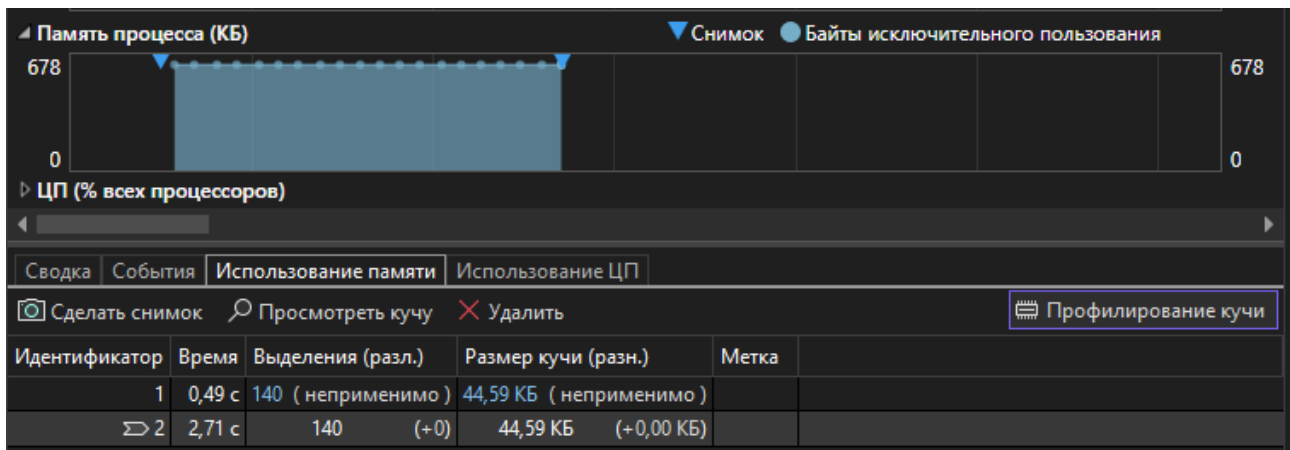 Память процесса (КБ) Снимок Байты исключительного пользования
678 678
0 0
ЦП (% всех процессоров)
Сводка События Использование памяти Использование ЦП
Сделать снимок Просмотреть кучу Удалить Профилирование кучи
Идентификатор Время Выделения (разл.) Размер кучи (разн.) Метка
1 0,49 с 140 ( неприменимо ) 44,59 КБ ( неприменимо )
2 2,71 с 140 (+0) 44,59 КБ (+0,00 КБ)